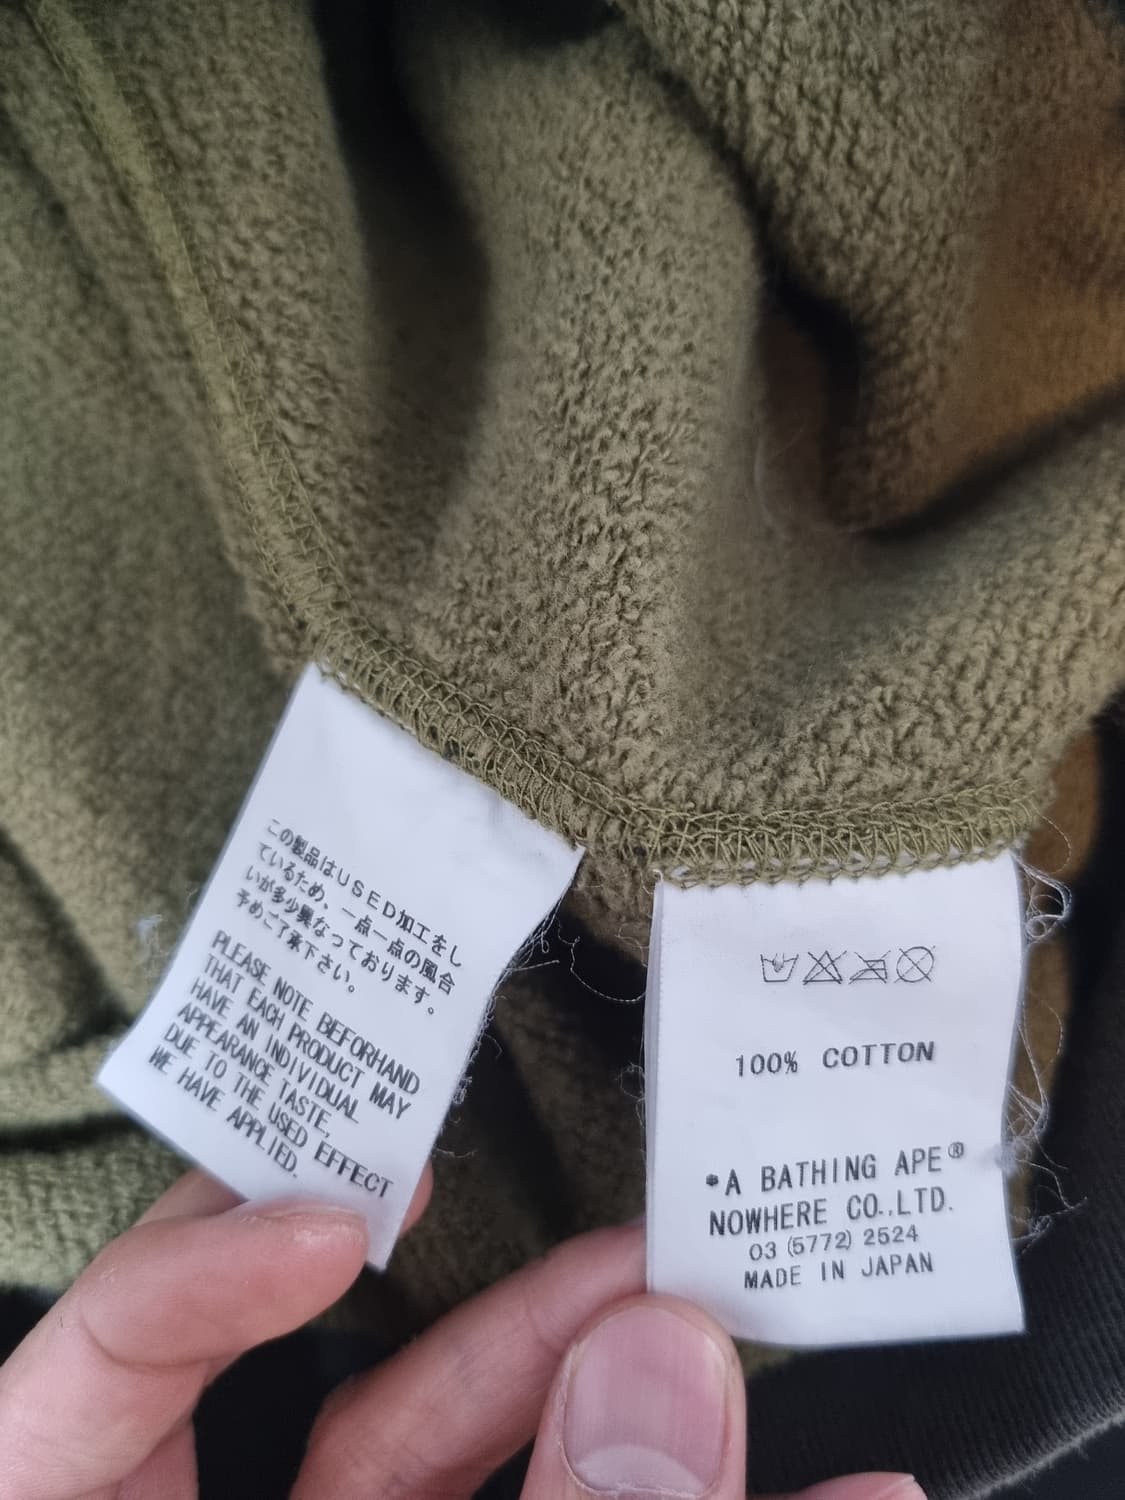 この製品はUSED加工をし
ているため、一点一点の風合
いが多少異なっております。
予めご了承下さい。
PLEASE NOTE BEFORHAND
THAT EACH PRODUCT MAY
HAVE AN INDIVIDUAL
APPEARANCE TASTE,
DUE TO THE USED EFFECT
WE HAVE APPLIED.
100% COTTON
*A BATHING APE®
NOWHERE CO.,LTD.
03 (5772) 2524
MADE IN JAPAN